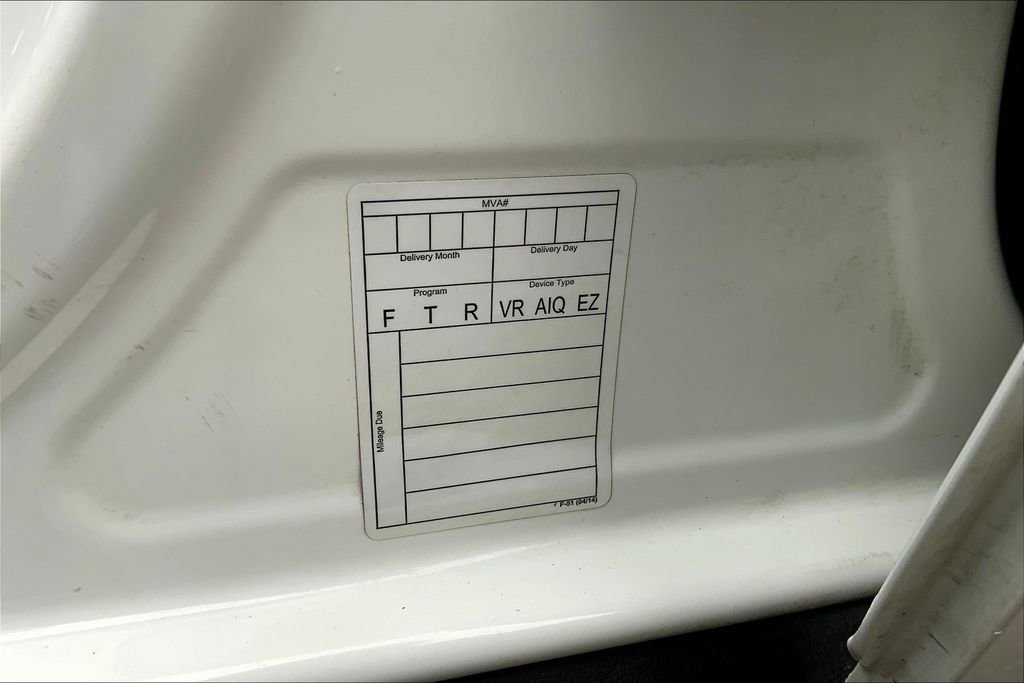 MVA#
Delivery Month Delivery Day
Program Device Type
F T R VR AIQ EZ
Mileage Due
F-51 (04/14)